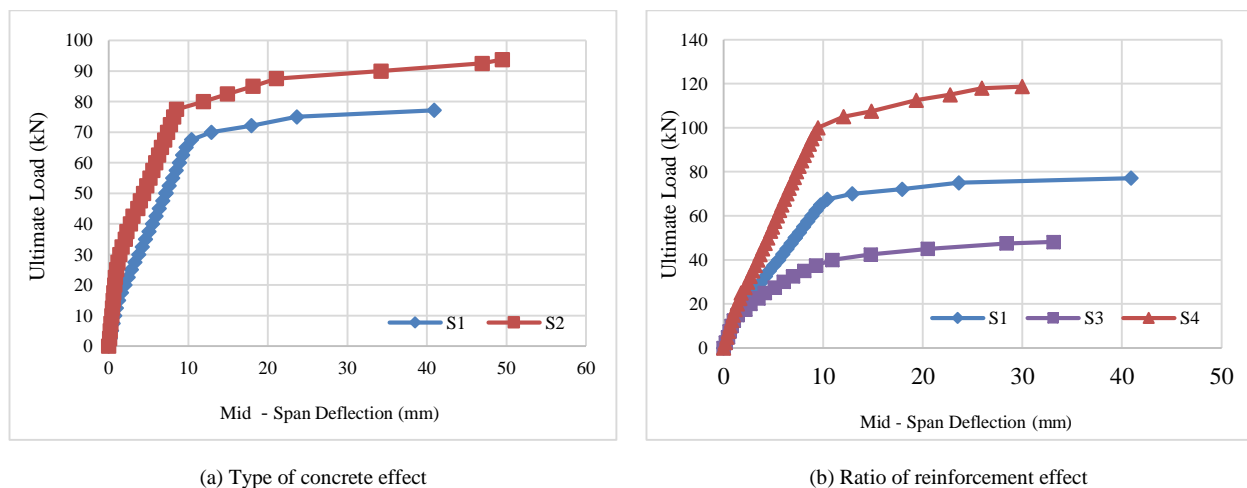 100
90
80
70
60
50
40
30
20
10
0
Ultimate Load (kN)
S1 S2
0 10 20 30 40 50 60
Mid - Span Deflection (mm)
(a) Type of concrete effect
140
120
100
80
60
40
20
0
Ultimate Load (kN)
S1 S3 S4
0 10 20 30 40 50
Mid - Span Deflection (mm)
(b) Ratio of reinforcement effect